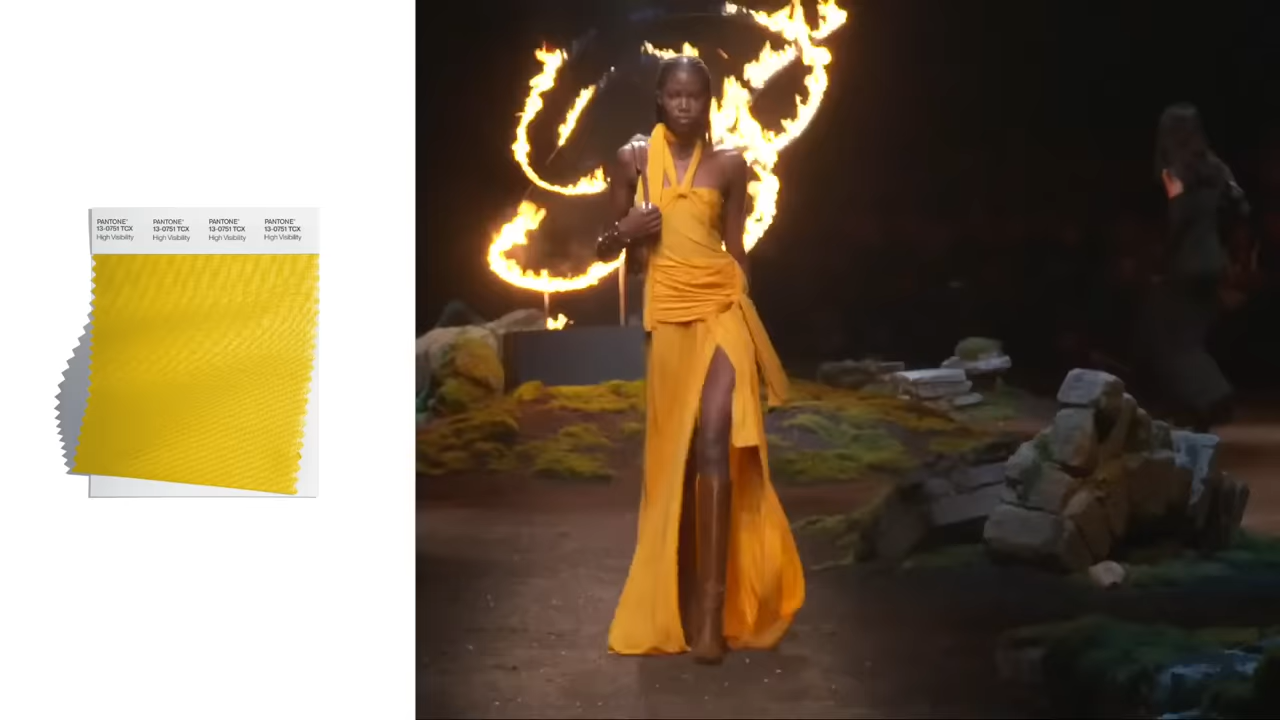 PANTONE® PANTONE® PANTONE® PANTONE®
13-0751 TCX 13-0751 TCX 13-0751 TCX 13-0751 TCX
High Visibility High Visibility High Visibility High Visibility